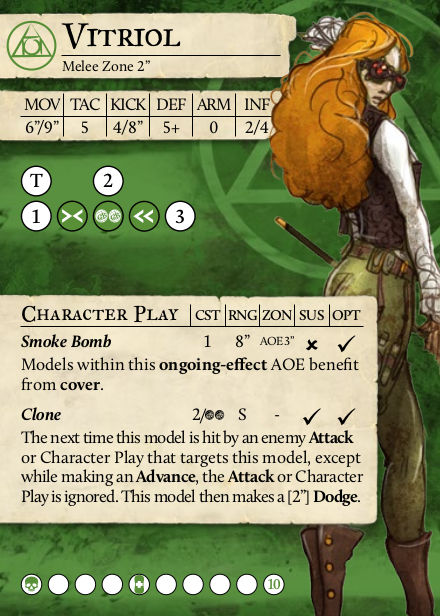 Vitriol
Melee Zone 2"
MOV TAC KICK DEF ARM INF
6"/9" 5 4/8" 5+ 0 2/4
T 2
1 >< << 3
Character Play CST RNG ZON SUS OPT
Smoke Bomb 1 8" AOE 3" ✗ ✓
Models within this ongoing-effect AOE benefit
from cover.
Clone 2/ S - ✓ ✓
The next time this model is hit by an enemy Attack
or Character Play that targets this model, except
while making an Advance, the Attack or Character
Play is ignored. This model then makes a [2"] Dodge.
10